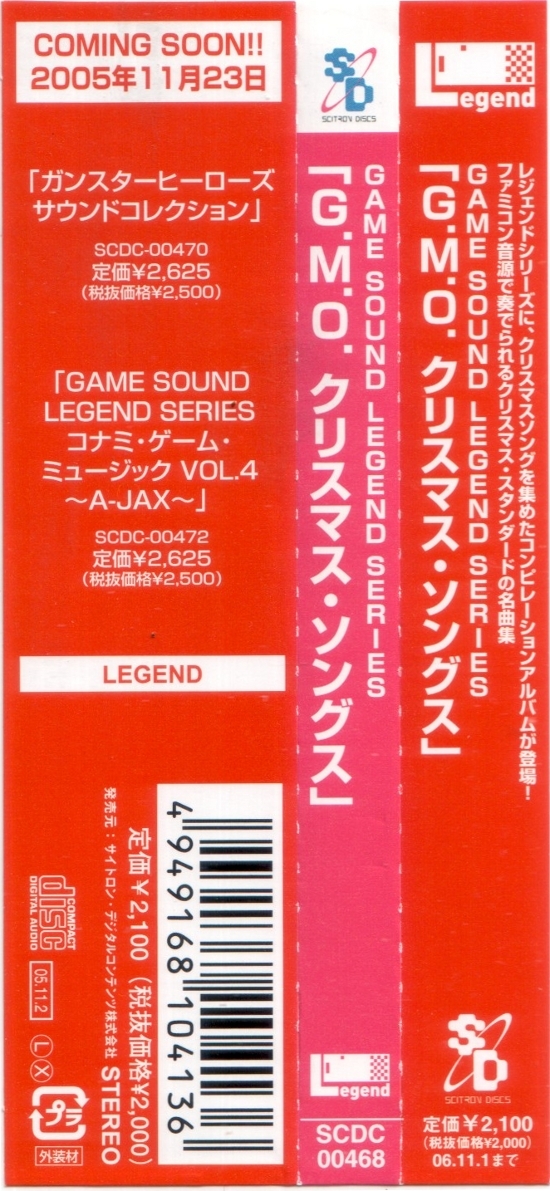 レジェンドシリーズに、クリスマスソングを集めたコンピレーションアルバムが登場！
ファミコン音源で奏でられるクリスマス・スタンダードの名曲集
GAME SOUND LEGEND SERIES
「G.M.O. クリスマス・ソングス」
Legend
SD
SCITRON DISCS
定価￥2,100
(税抜価格¥2,000)
06.11.1まで
SD
SCITRON DISCS
GAME SOUND LEGEND SERIES
「G.M.O. クリスマス・ソングス」
Legend
SCDC
00468
COMING SOON!!
2005年11月23日
「ガンスターヒーローズ
サウンドコレクション」
SCDC-00470
定価¥2,625
(税抜価格¥2,500)
「GAME SOUND
LEGEND SERIES
コナミ・ゲーム・
ミュージック VOL.4
～A-JAX～」
SCDC-00472
定価¥2,625
(税抜価格¥2,500)
LEGEND
4949168104136
定価￥2,100（税抜価格¥2,000）
発売元：サイトロン・デジタルコンテンツ株式会社 STEREO
COMPACT
disc
DIGITAL AUDIO
05.11.2
L X
プラ
外装材